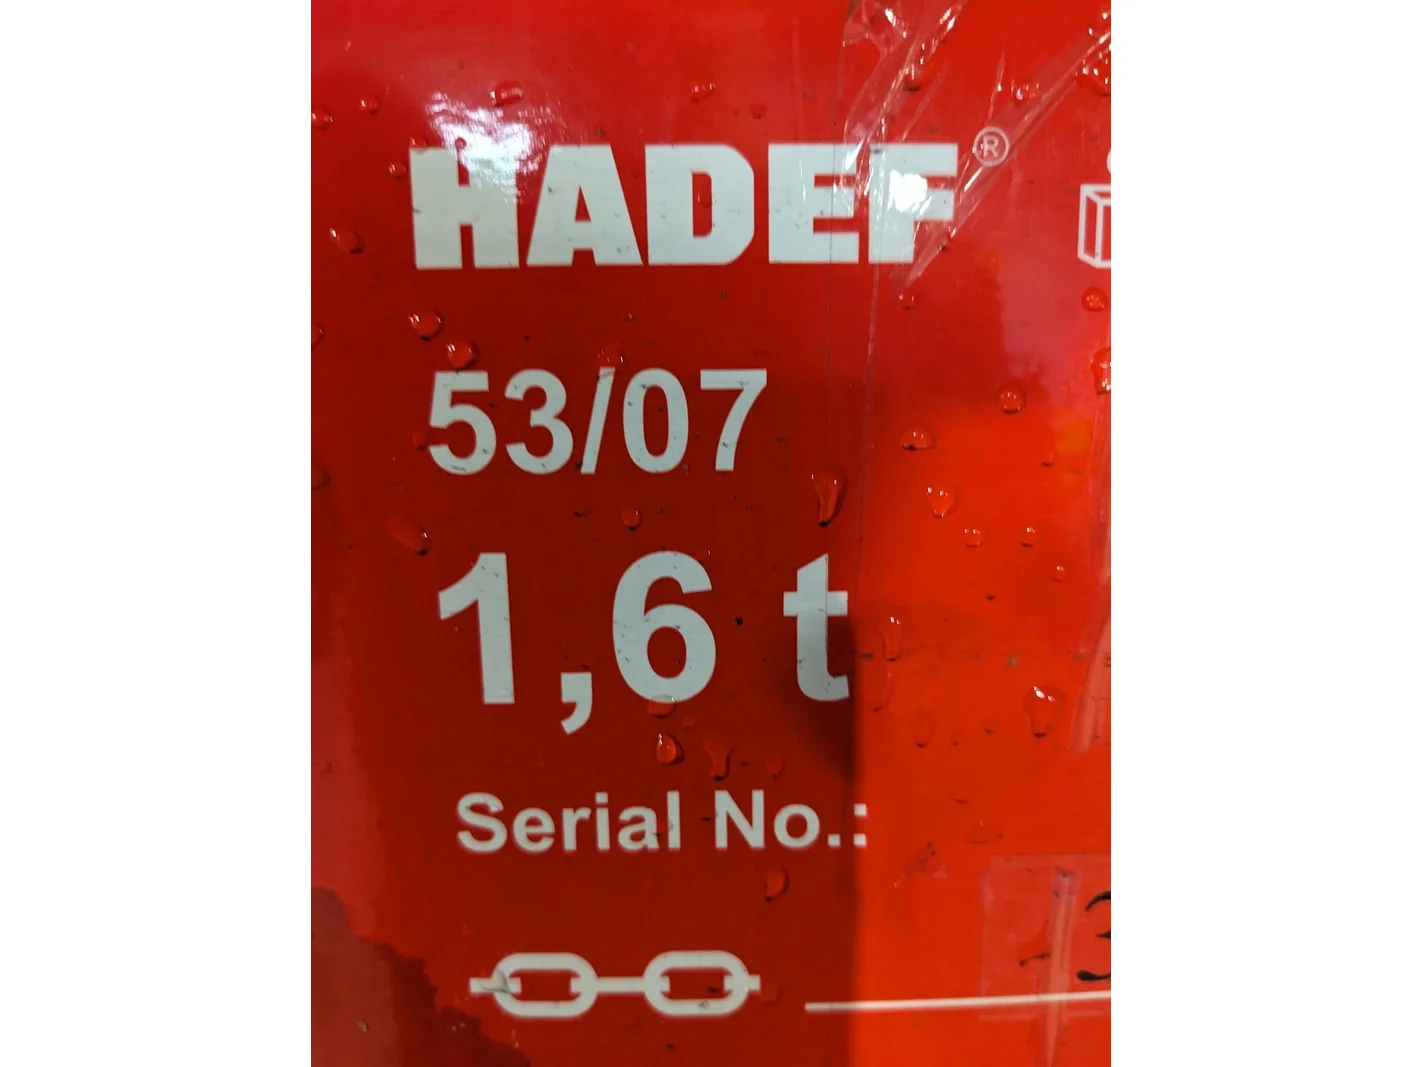 HADEF®
53/07
1,6 t
Serial No.: